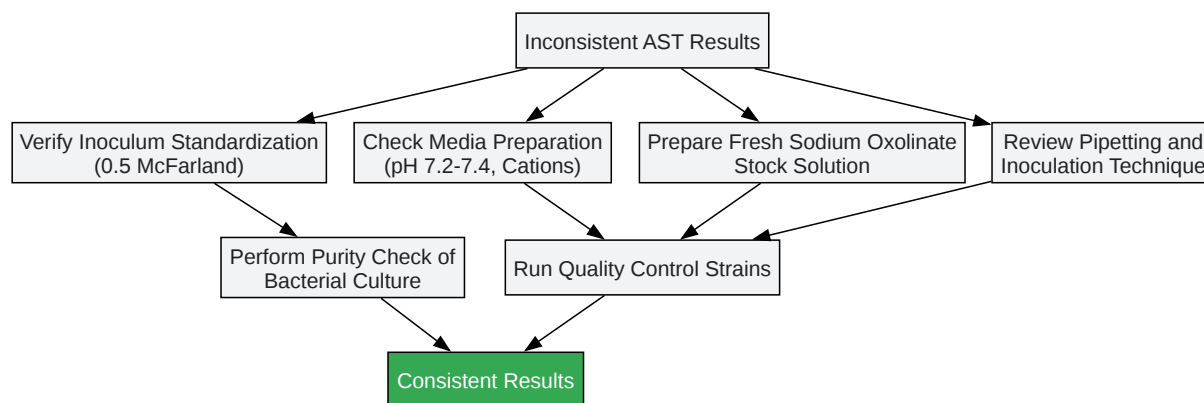 Inconsistent AST Results
Verify Inoculum Standardization
(0.5 McFarland)
Check Media Preparation
(pH 7.2-7.4, Cations)
Prepare Fresh Sodium Oxolinate
Stock Solution
Review Pipetting and
Inoculation Technique
Perform Purity Check of
Bacterial Culture
Run Quality Control Strains
Consistent Results